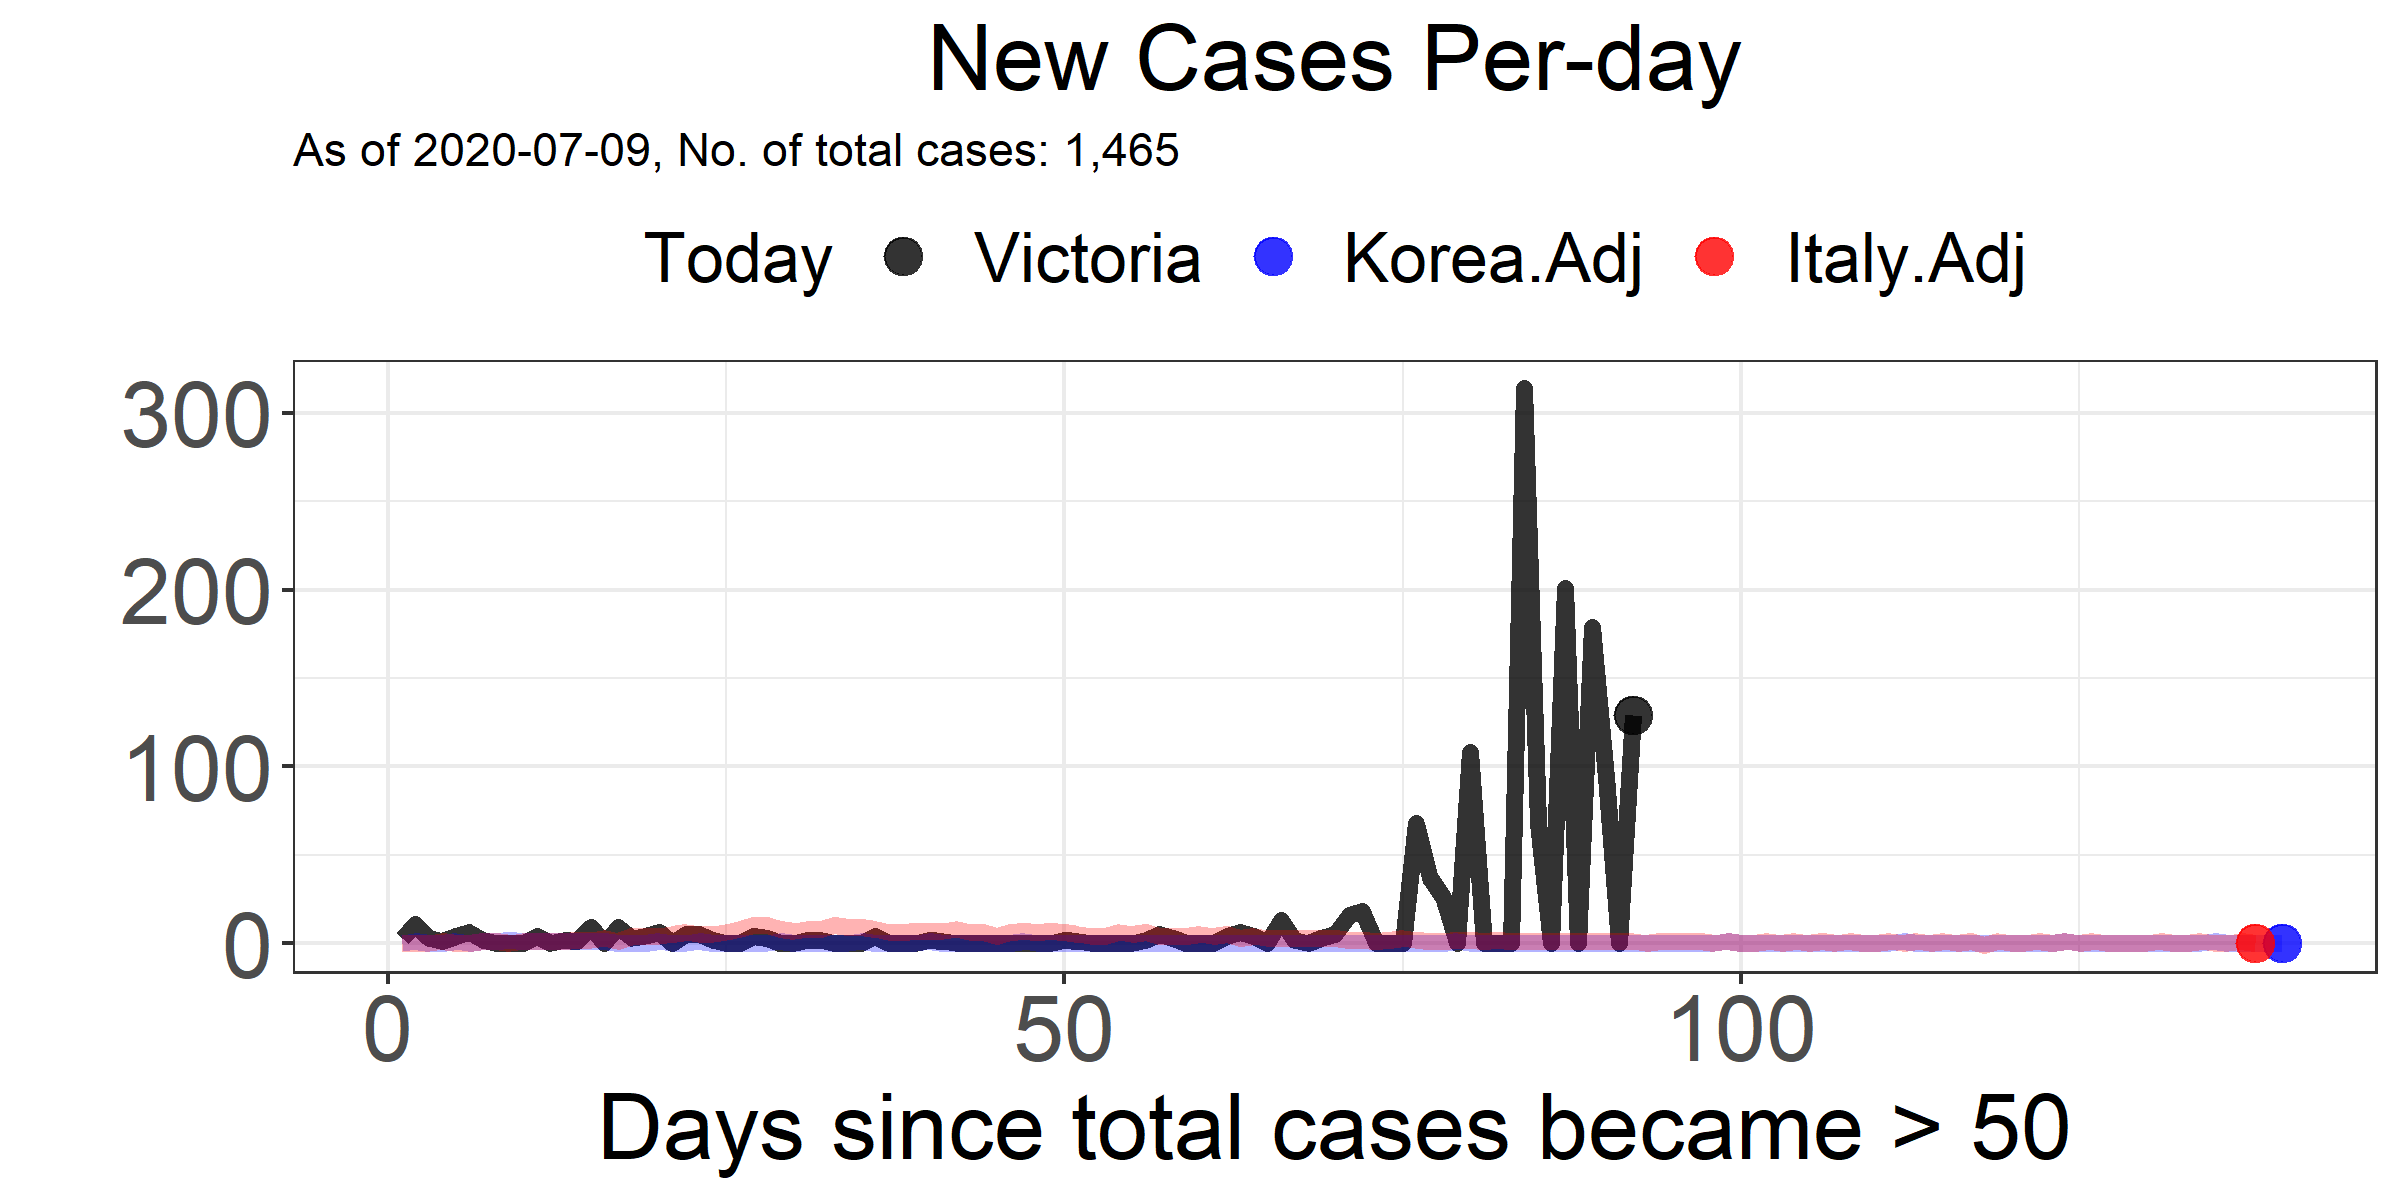 New Cases Per-day
As of 2020-07-09, No. of total cases: 1,465
Today Victoria Korea.Adj Italy.Adj
300
200
100
0
0 50 100
Days since total cases became > 50